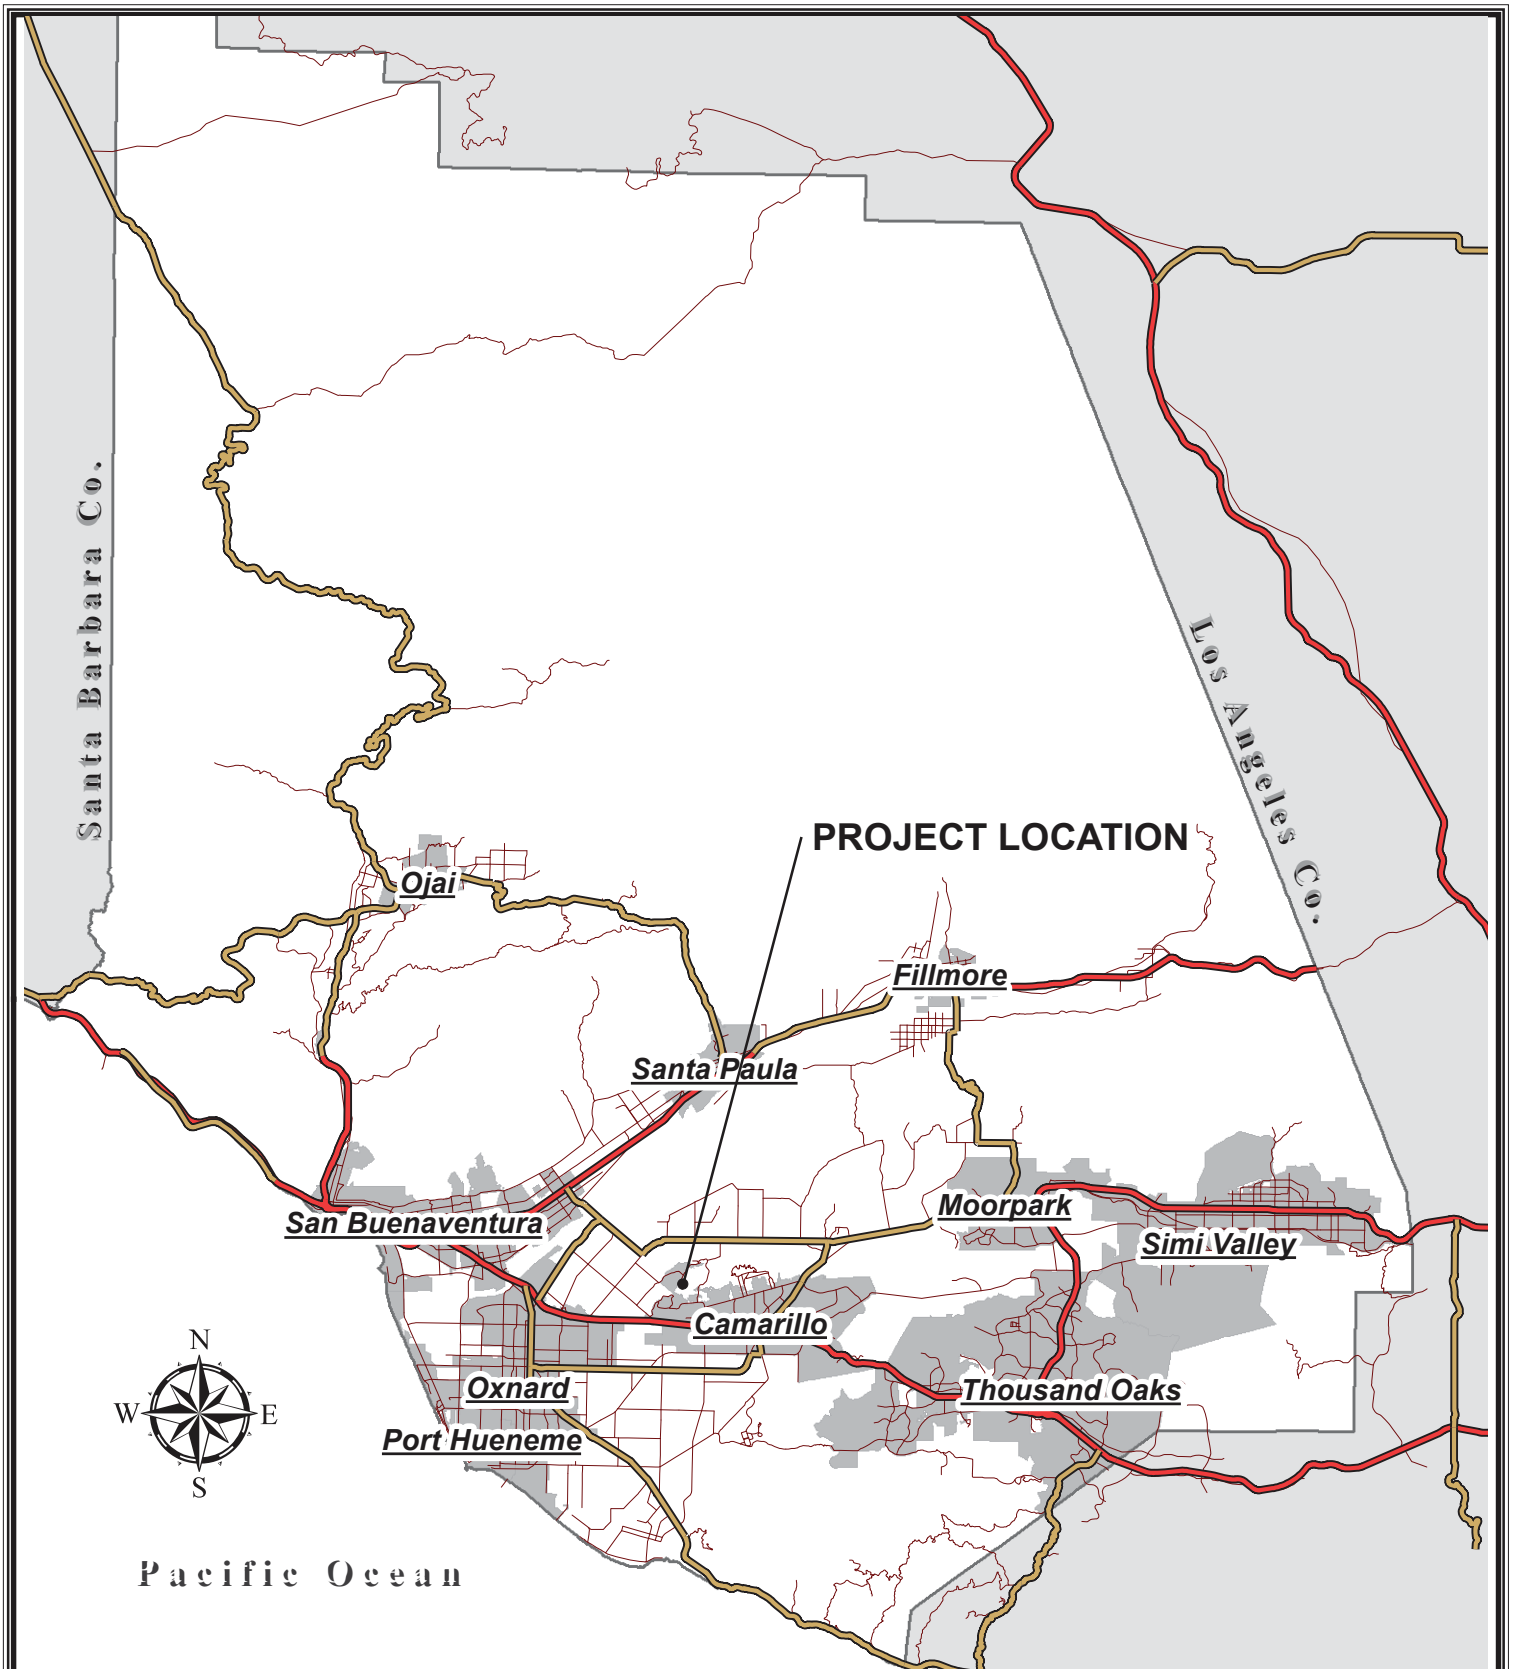 Santa Barbara Co.
Los Angeles Co.
PROJECT LOCATION
Ojai
Fillmore
Santa Paula
Moorpark
San Buenaventura
Simi Valley
Camarillo
Oxnard
Thousand Oaks
Port Hueneme
N
W
E
S
Pacific Ocean